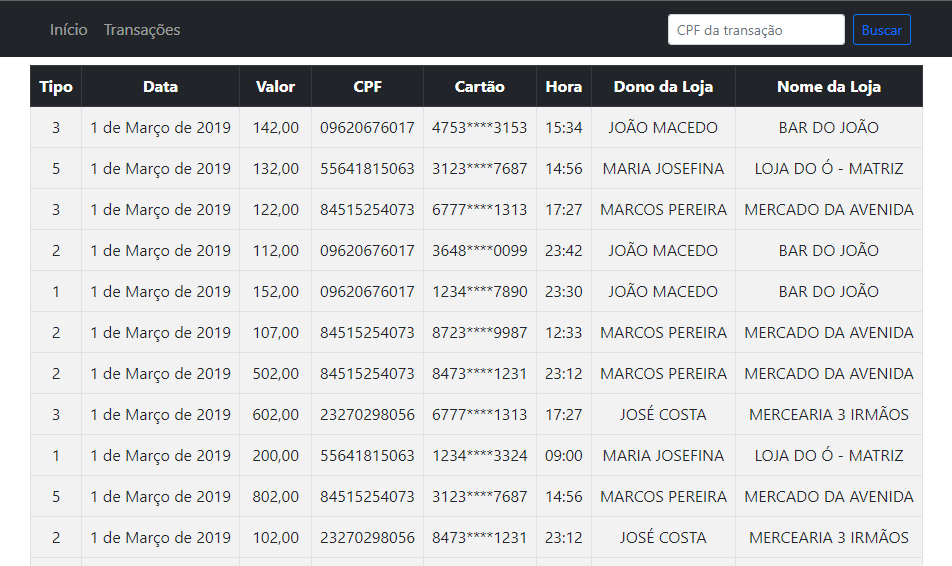 Início Transações CPF da transação Buscar
Tipo Data Valor CPF Cartão Hora Dono da Loja Nome da Loja
3 1 de Março de 2019 142,00 09620676017 4753****3153 15:34 JOÃO MACEDO BAR DO JOÃO
5 1 de Março de 2019 132,00 55641815063 3123****7687 14:56 MARIA JOSEFINA LOJA DO Ó - MATRIZ
3 1 de Março de 2019 122,00 84515254073 6777****1313 17:27 MARCOS PEREIRA MERCADO DA AVENIDA
2 1 de Março de 2019 112,00 09620676017 3648****0099 23:42 JOÃO MACEDO BAR DO JOÃO
1 1 de Março de 2019 152,00 09620676017 1234****7890 23:30 JOÃO MACEDO BAR DO JOÃO
2 1 de Março de 2019 107,00 84515254073 8723****9987 12:33 MARCOS PEREIRA MERCADO DA AVENIDA
2 1 de Março de 2019 502,00 84515254073 8473****1231 23:12 MARCOS PEREIRA MERCADO DA AVENIDA
3 1 de Março de 2019 602,00 23270298056 6777****1313 17:27 JOSÉ COSTA MERCEARIA 3 IRMÃOS
1 1 de Março de 2019 200,00 55641815063 1234****3324 09:00 MARIA JOSEFINA LOJA DO Ó - MATRIZ
5 1 de Março de 2019 802,00 84515254073 3123****7687 14:56 MARCOS PEREIRA MERCADO DA AVENIDA
2 1 de Março de 2019 102,00 23270298056 8473****1231 23:12 JOSÉ COSTA MERCEARIA 3 IRMÃOS